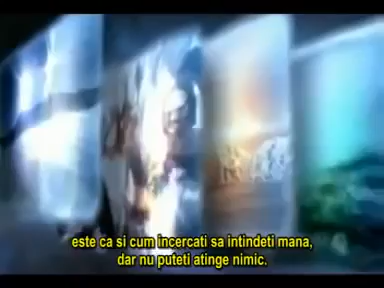 este ca si cum incercati sa intindeti mana,
dar nu puteti atinge nimic.